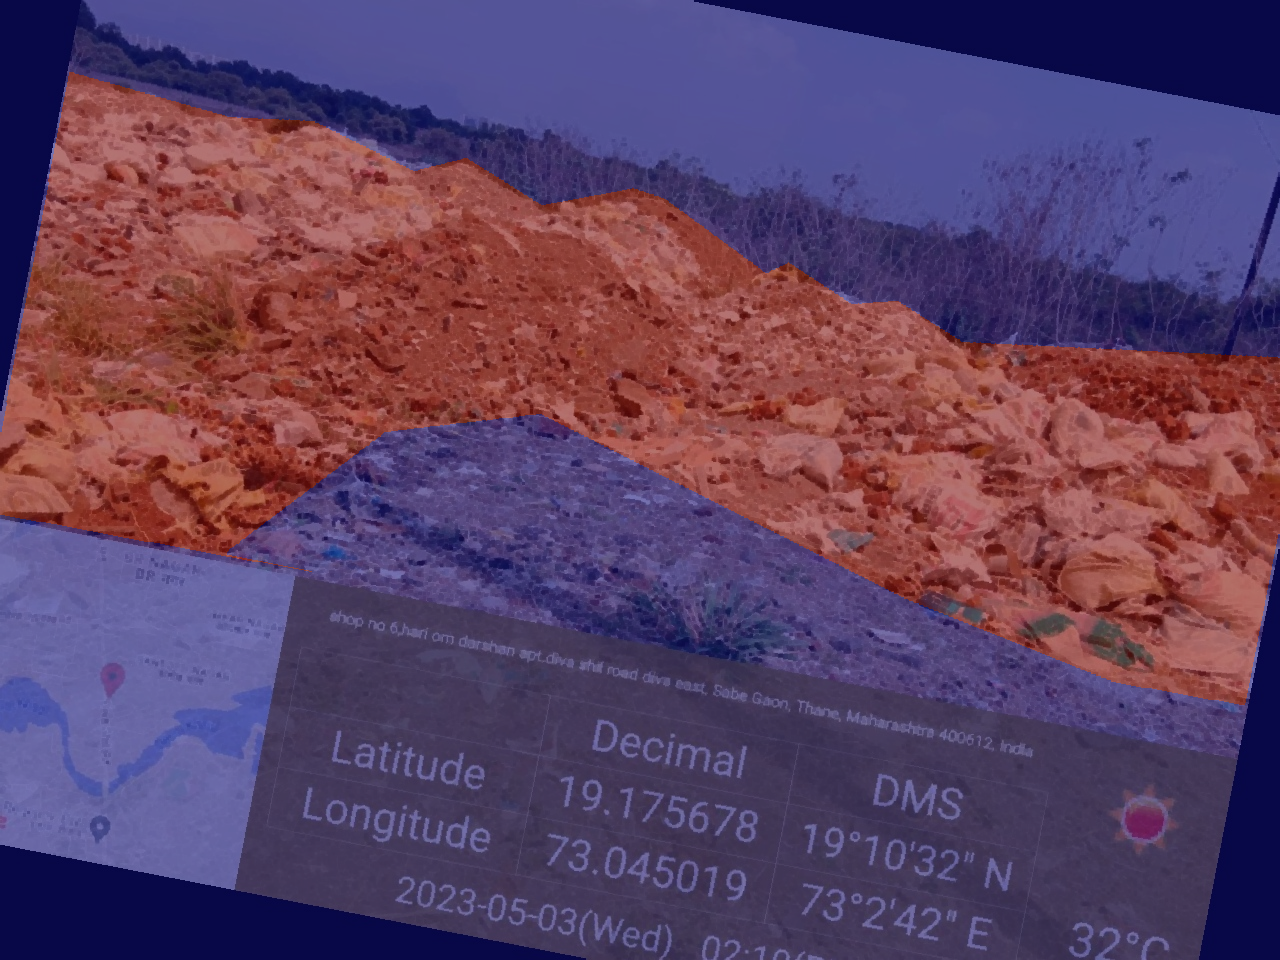 shop no 6,hari om darshan apt.diva shil road diva east, Sabe Gaon, Thane, Maharashtra 400612, India
Decimal DMS
Latitude 19.175678 19°10'32" N
Longitude 73.045019 73°2'42" E
2023-05-03(Wed) 32°C